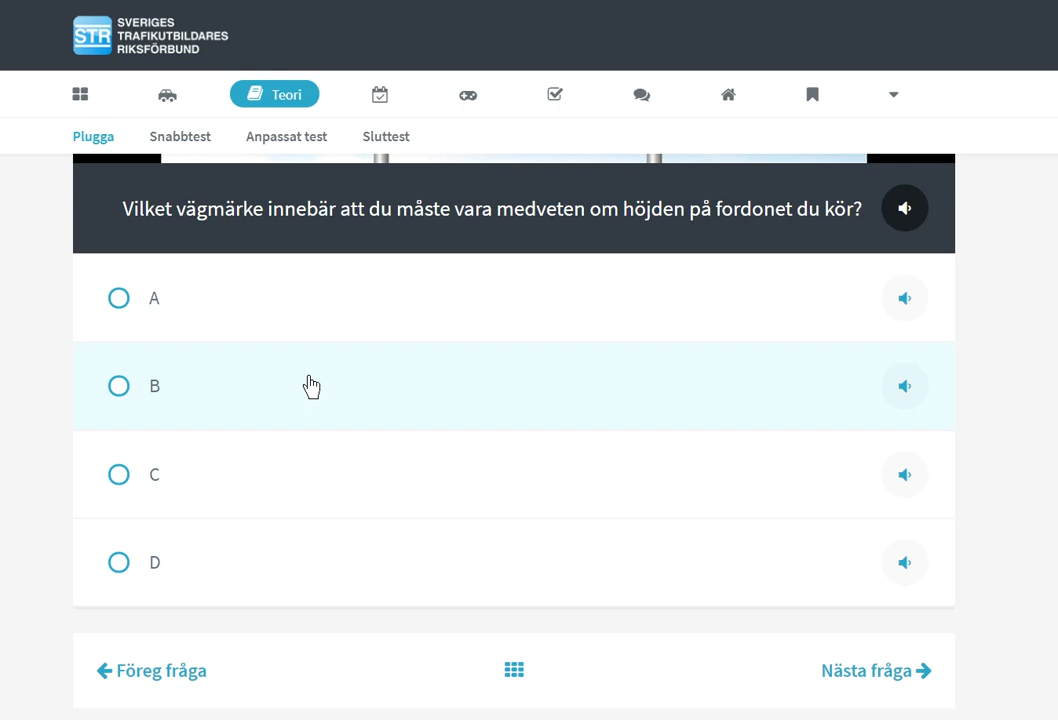 STR
SVERIGES
TRAFIKUTBILDARES
RIKSFÖRBUND
Teori
Plugga Snabbtest Anpassat test Sluttest
Vilket vägmärke innebär att du måste vara medveten om höjden på fordonet du kör?
A
B
C
D
Föreg fråga Nästa fråga